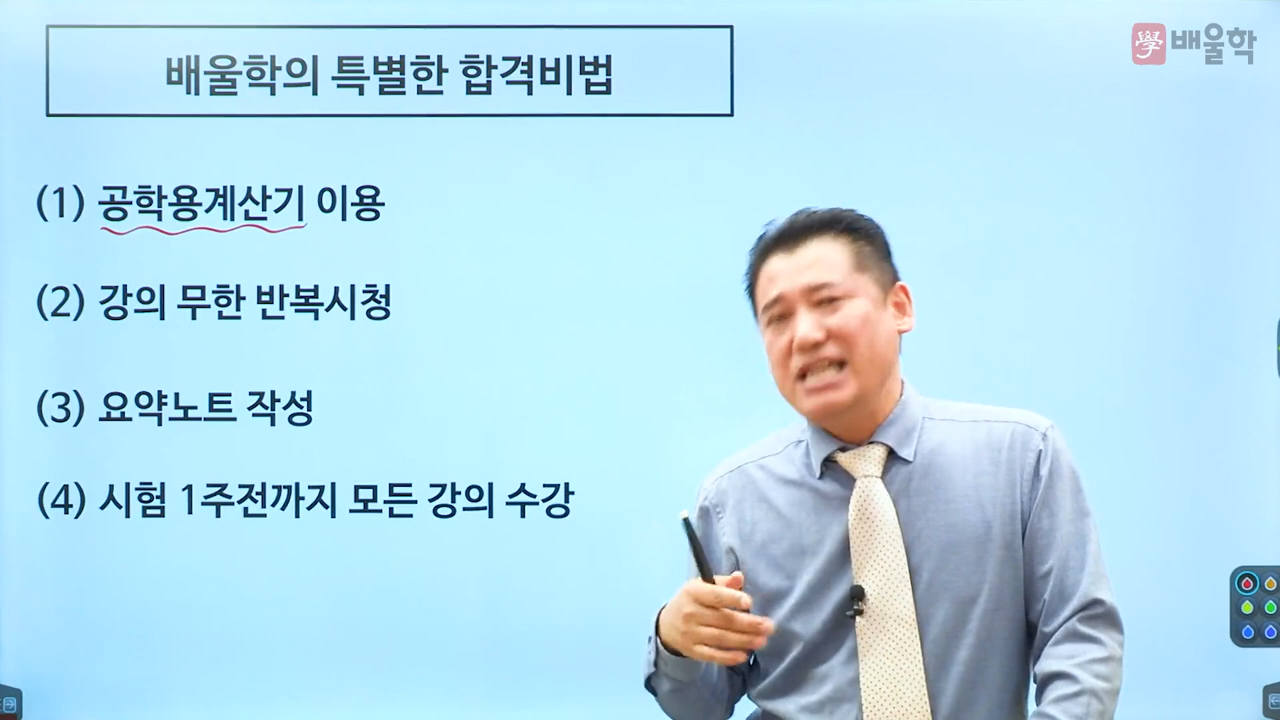 배울학의 특별한 합격비법
學 배울학
(1) 공학용계산기 이용
(2) 강의 무한 반복시청
(3) 요약노트 작성
(4) 시험 1주전까지 모든 강의 수강